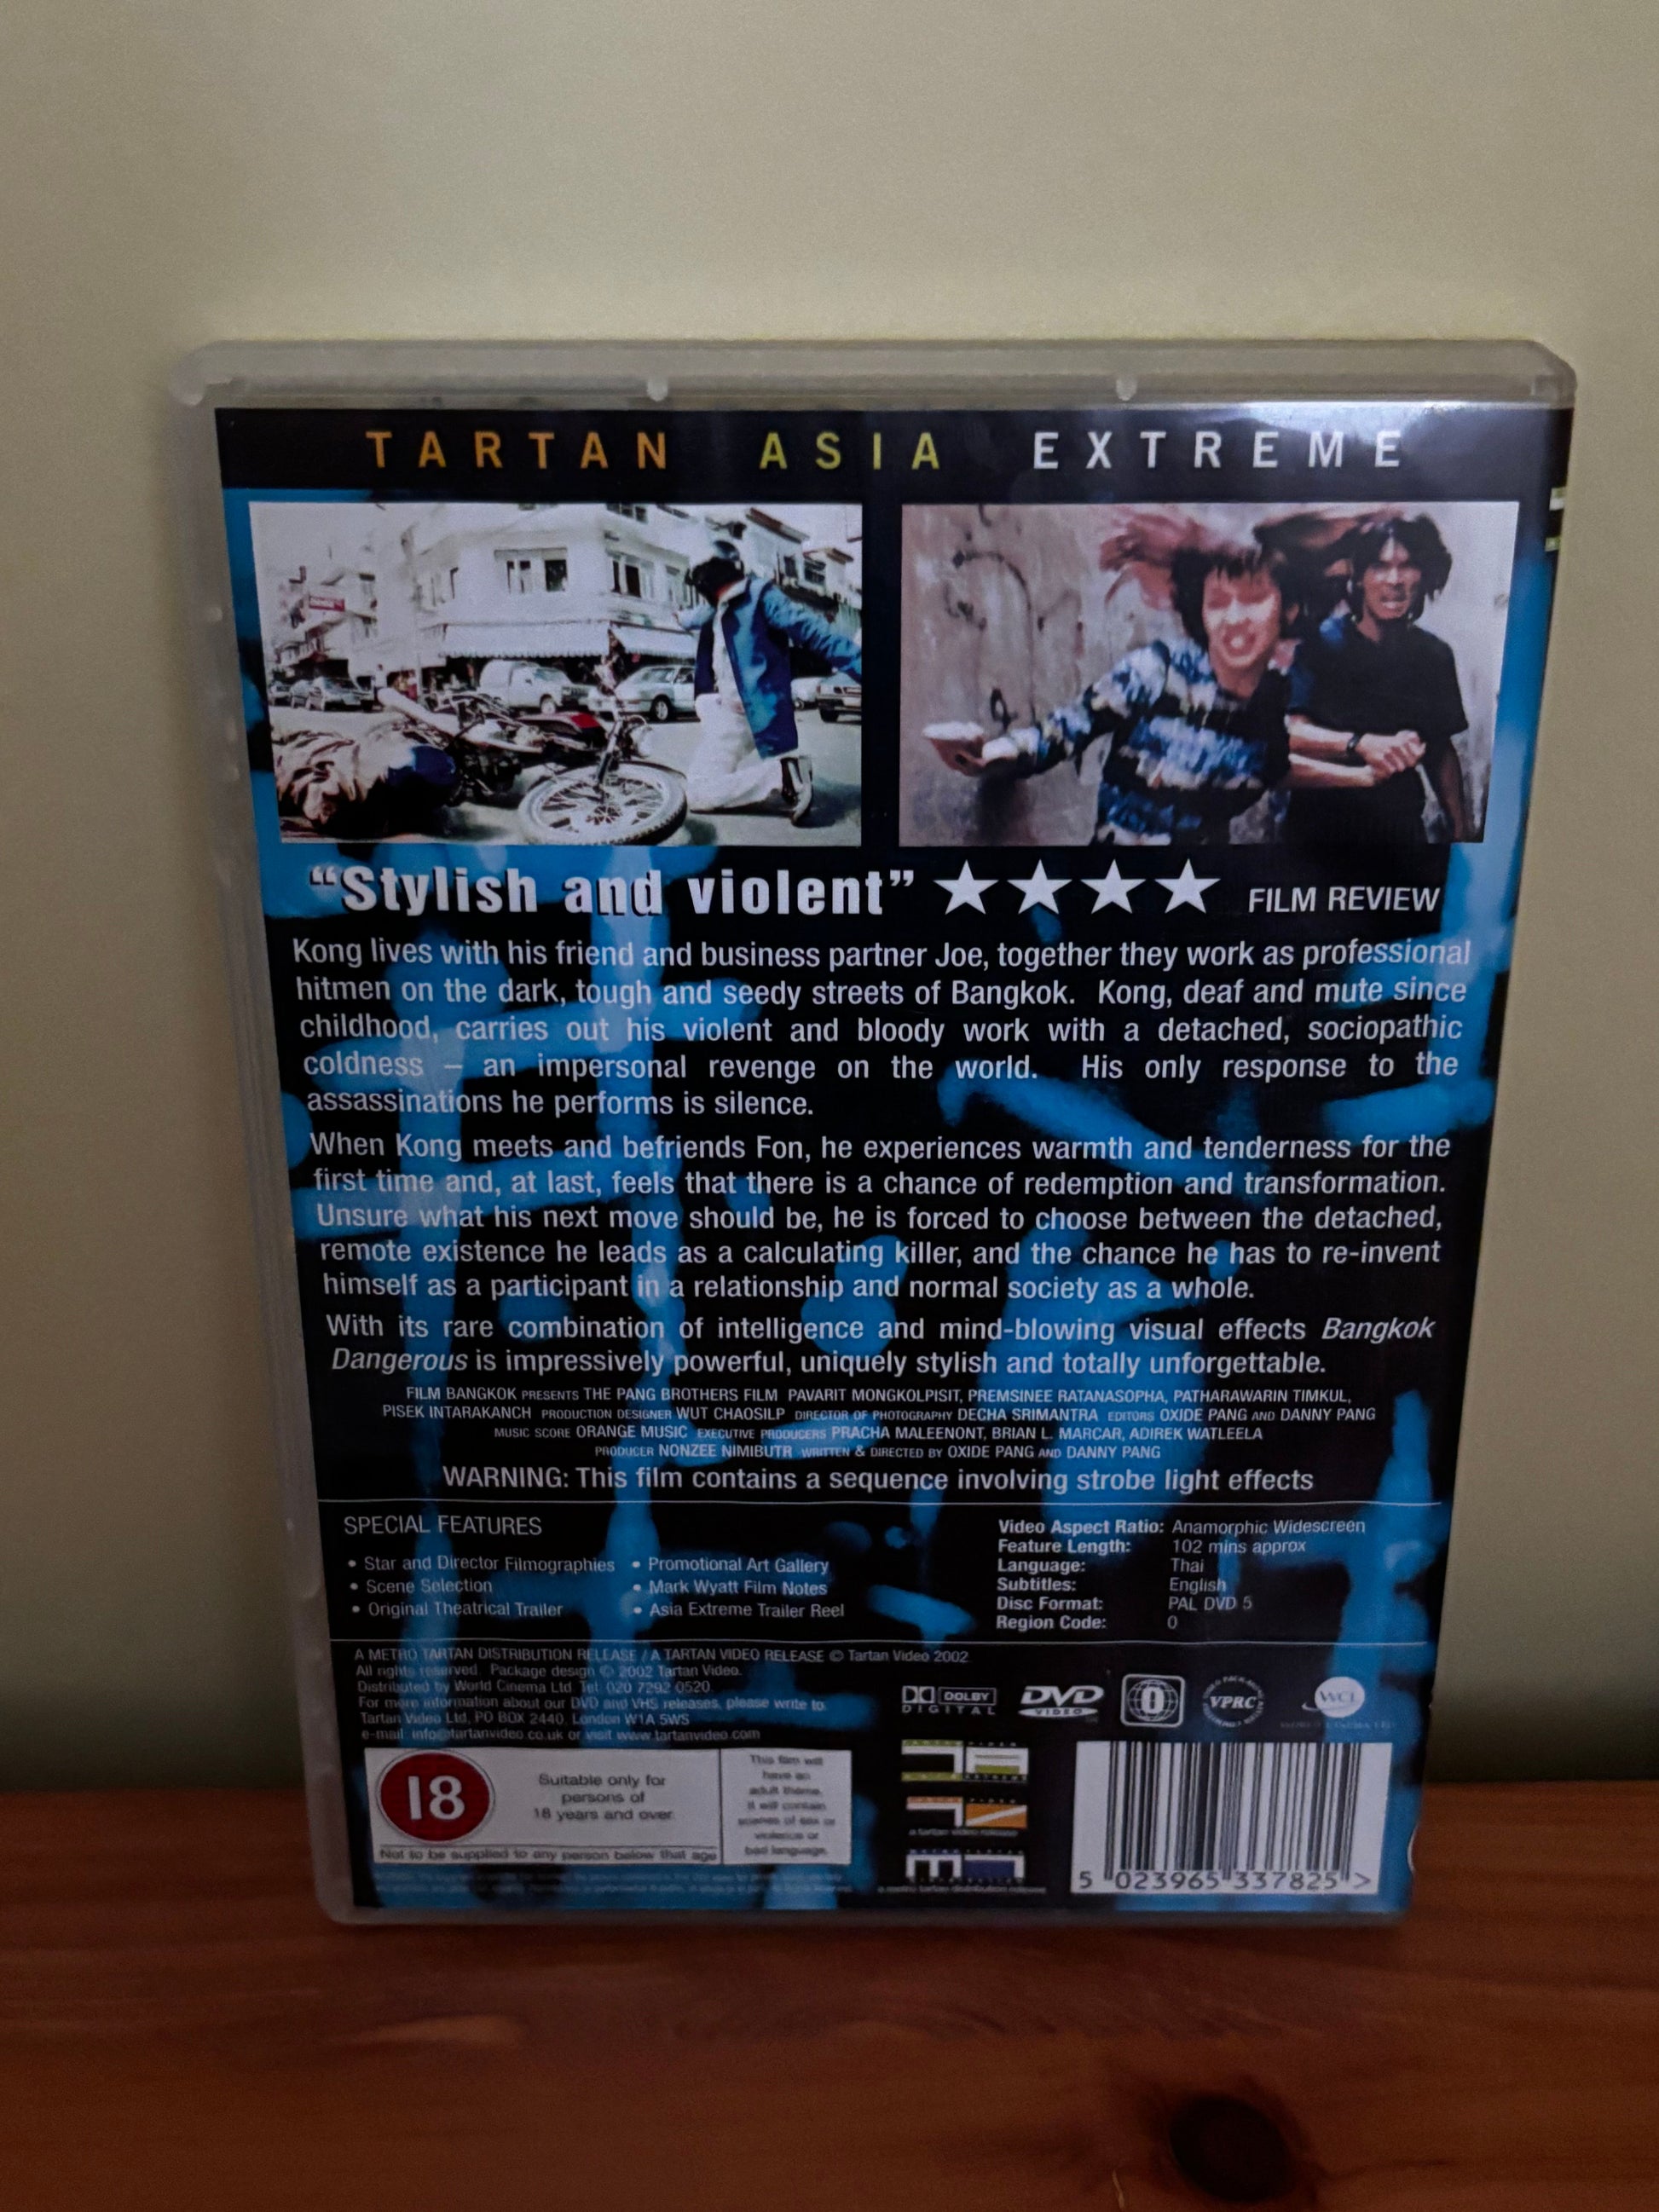 TARTAN ASIA EXTREME
“Stylish and violent” ★★★★ FILM REVIEW
Kong lives with his friend and business partner Joe, together they work as professional
hitmen on the dark, tough and seedy streets of Bangkok. Kong, deaf and mute since
childhood, carries out his violent and bloody work with a detached, sociopathic
coldness – an impersonal revenge on the world. His only response to the
assassinations he performs is silence.
When Kong meets and befriends Fon, he experiences warmth and tenderness for the
first time and, at last, feels that there is a chance of redemption and transformation.
Unsure what his next move should be, he is forced to choose between the detached,
remote existence he leads as a calculating killer, and the chance he has to re-invent
himself as a participant in a relationship and normal society as a whole.
With its rare combination of intelligence and mind-blowing visual effects Bangkok
Dangerous is impressively powerful, uniquely stylish and totally unforgettable.
FILM BANGKOK PRESENTS THE PANG BROTHERS FILM PAVARIT MONGKOLPISIT, PREMSINEE RATANASOPHA, PATHARAWARIN TIMKUL,
PISEK INTARAKANCH PRODUCTION DESIGNER WUT CHAOSILP DIRECTOR OF PHOTOGRAPHY DECHA SRIMANTRA EDITORS OXIDE PANG AND DANNY PANG
MUSIC SCORE ORANGE MUSIC EXECUTIVE PRODUCERS PRACHA MALEENONT, BRIAN L. MARCAR, ADIREK WATLEELA
PRODUCER NONZEE NIMIBUTR WRITTEN & DIRECTED BY OXIDE PANG AND DANNY PANG
WARNING: This film contains a sequence involving strobe light effects
SPECIAL FEATURES
• Star and Director Filmographies
• Scene Selection
• Original Theatrical Trailer
• Promotional Art Gallery
• Mark Wyatt Film Notes
• Asia Extreme Trailer Reel
Video Aspect Ratio: Anamorphic Widescreen
Feature Length: 102 mins approx
Language: Thai
Subtitles: English
Disc Format: PAL DVD 5
Region Code: 0
A METRO TARTAN DISTRIBUTION RELEASE / A TARTAN VIDEO RELEASE © Tartan Video 2002
All rights reserved. Package design © 2002 Tartan Video.
Distributed by World Cinema Ltd. Tel: 020 7292 0520
For more information about our DVD and VHS releases, please write to:
Tartan Video Ltd, PO BOX 2440, London W1A 5WS
e-mail: info@tartanvideo.co.uk or visit www.tartanvideo.com
DOLBY
DIGITAL
DVD
VIDEO
0
VPRC
WCL
18
Suitable only for
persons of
18 years and over
Not to be supplied to any person below that age
This film will
have an
adult theme.
It will contain
scenes of sex or
violence or
bad language.
a tartan video release
a metro tartan distribution release
5 023965 337825 >